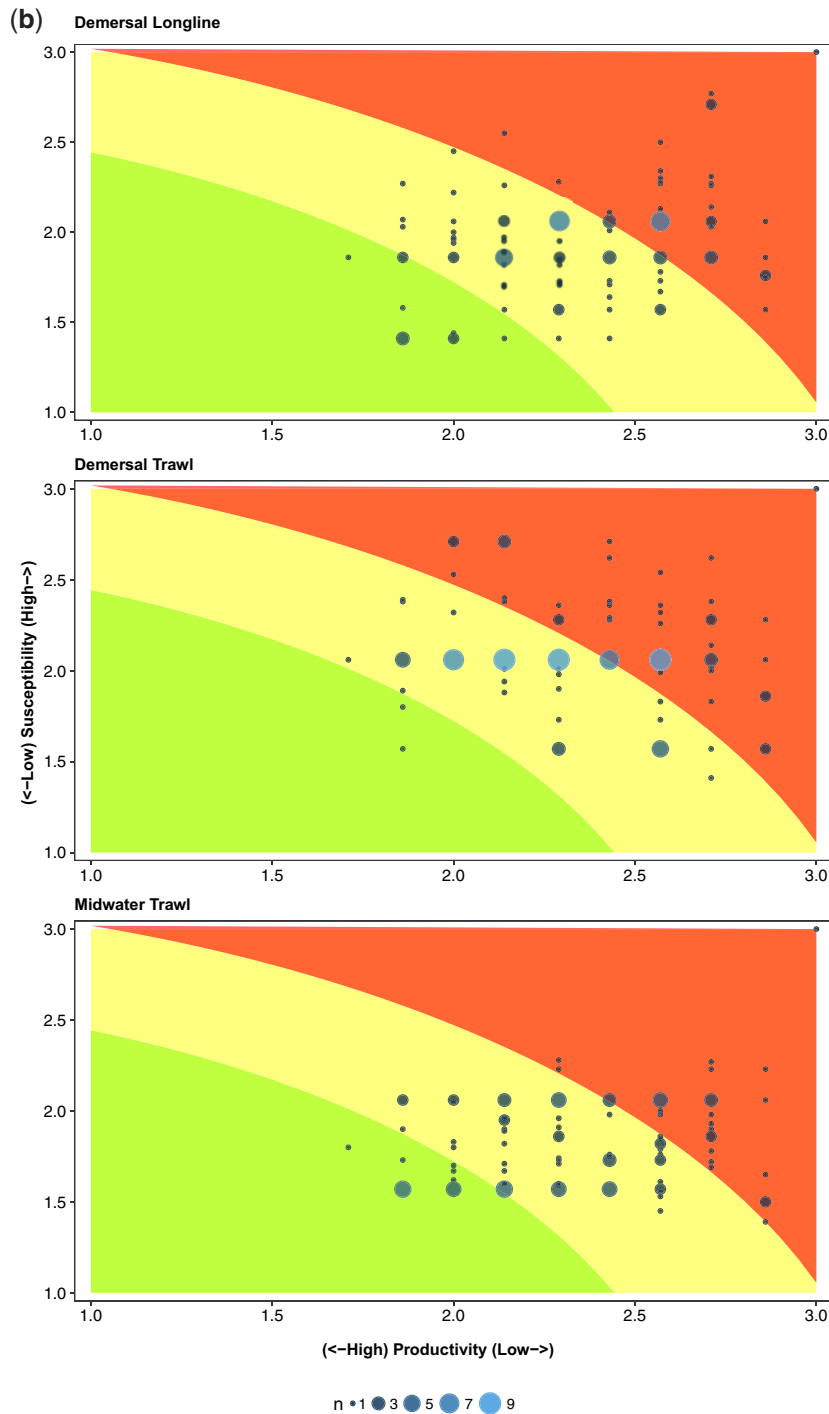 (b)
Demersal Longline
3.0
2.5
2.0
1.5
1.0
1.0 1.5 2.0 2.5 3.0
Demersal Trawl
3.0
2.5
2.0
1.5
1.0
1.0 1.5 2.0 2.5 3.0
(<−Low) Susceptibility (High−>)
Midwater Trawl
3.0
2.5
2.0
1.5
1.0
1.0 1.5 2.0 2.5 3.0
(<−High) Productivity (Low−>)
n 1 3 5 7 9